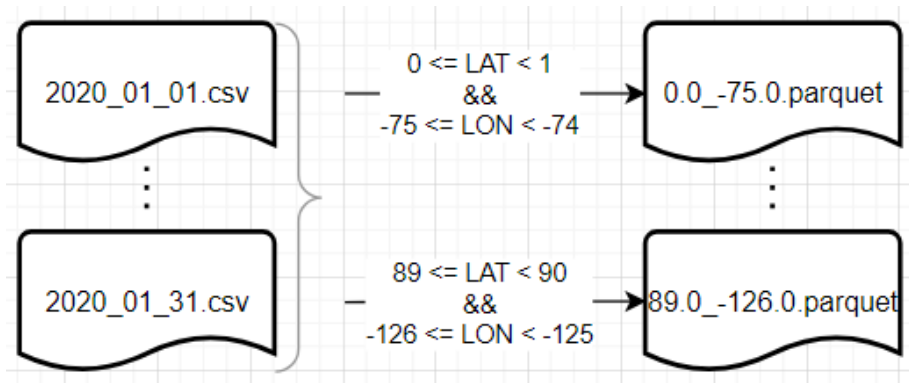 2020_01_01.csv
0 <= LAT < 1
&&
-75 <= LON < -74
0.0_-75.0.parquet
2020_01_31.csv
89 <= LAT < 90
&&
-126 <= LON < -125
89.0_-126.0.parquet